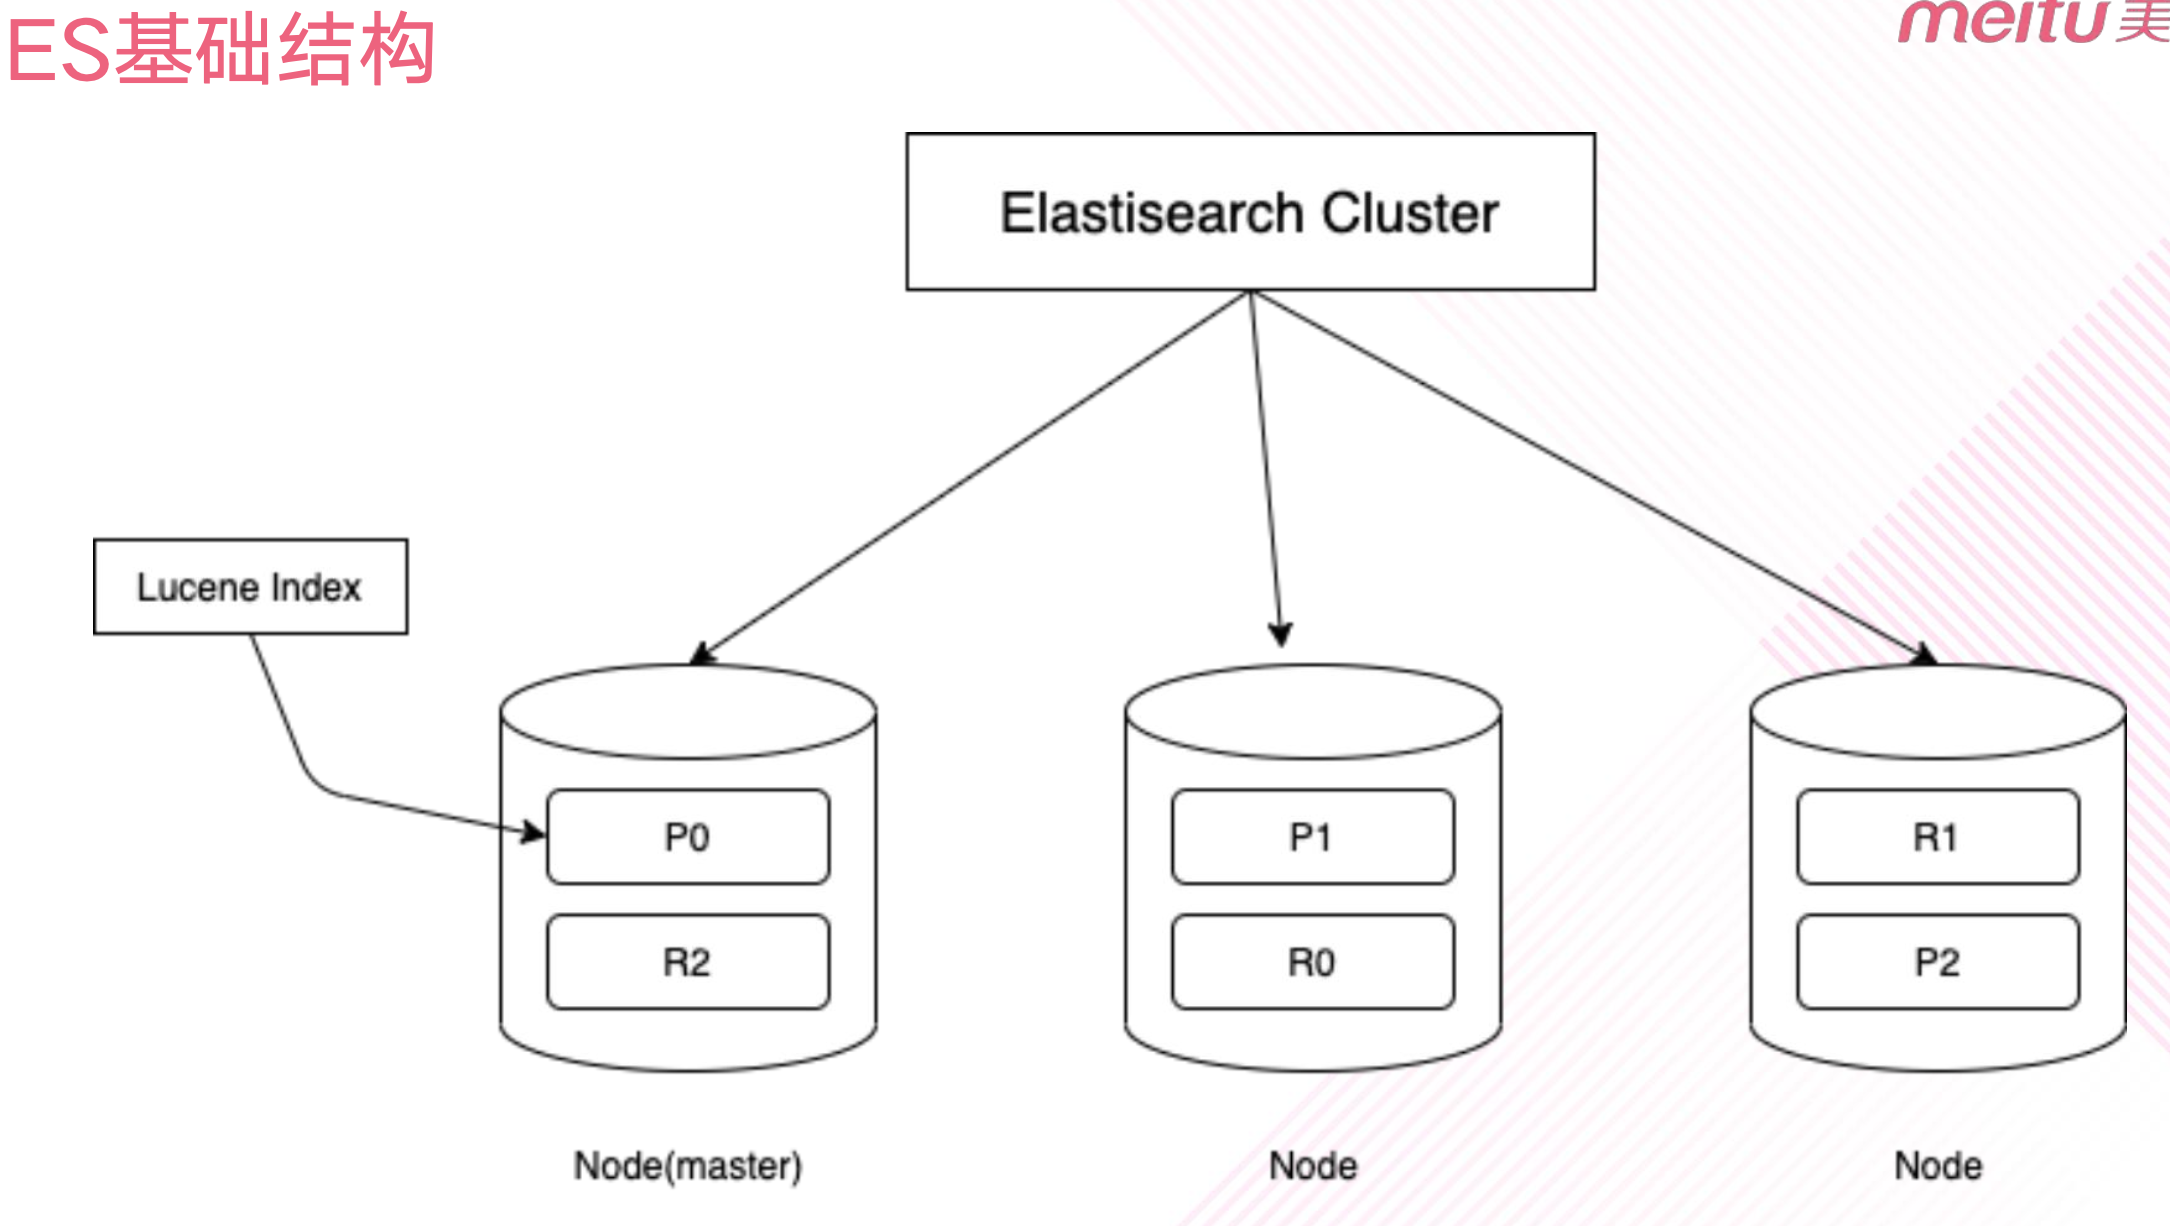 ES基础结构
meitu 美
Elastisearch Cluster
Lucene Index
P0
P1
R1
R2
R0
P2
Node(master)
Node
Node